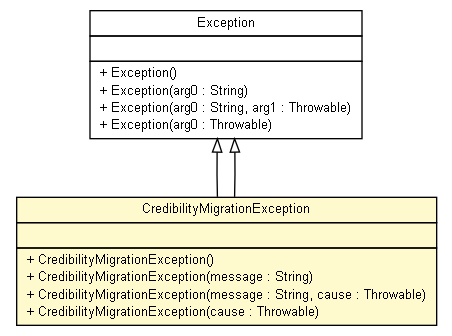 Exception
+ Exception()
+ Exception(arg0 : String)
+ Exception(arg0 : String, arg1 : Throwable)
+ Exception(arg0 : Throwable)
CredibilityMigrationException
+ CredibilityMigrationException()
+ CredibilityMigrationException(message : String)
+ CredibilityMigrationException(message : String, cause : Throwable)
+ CredibilityMigrationException(cause : Throwable)